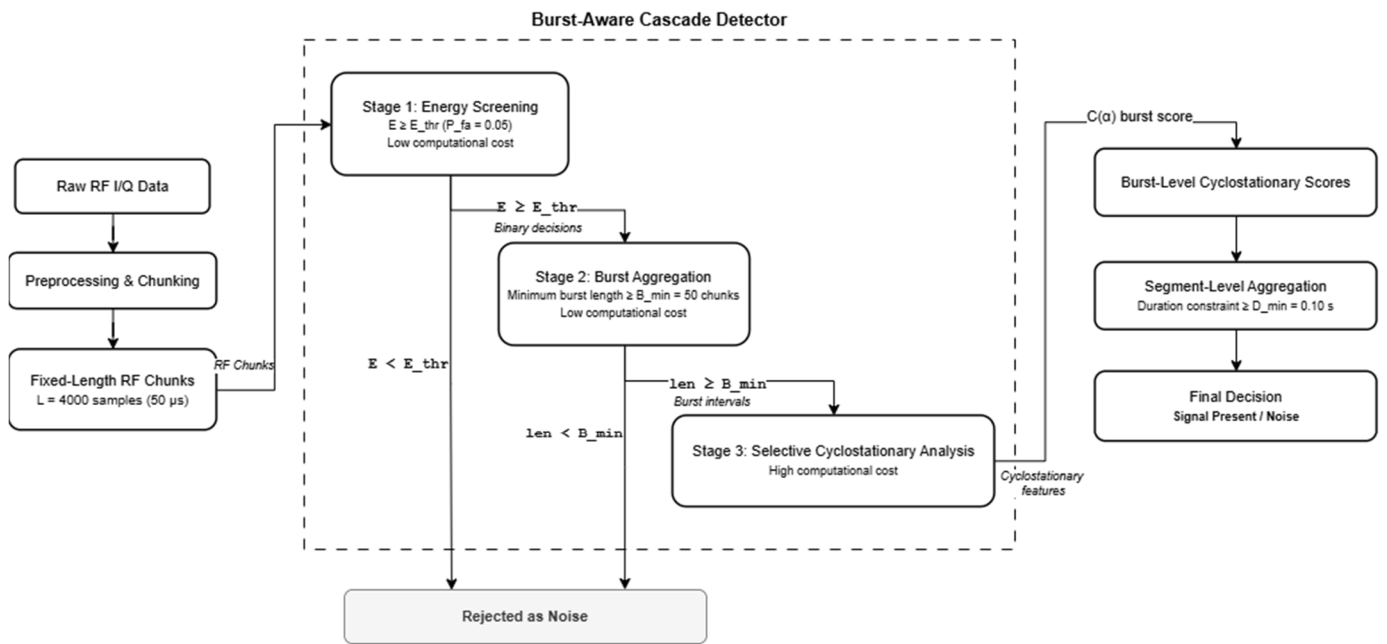 Burst-Aware Cascade Detector
Raw RF I/Q Data
Preprocessing & Chunking
Fixed-Length RF Chunks
L = 4000 samples (50 µs)
RF Chunks
Stage 1: Energy Screening
E ≥ E_thr (P_fa = 0.05)
Low computational cost
E ≥ E_thr
Binary decisions
E < E_thr
Stage 2: Burst Aggregation
Minimum burst length ≥ B_min = 50 chunks
Low computational cost
len ≥ B_min
Burst intervals
len < B_min
Stage 3: Selective Cyclostationary Analysis
High computational cost
Cyclostationary
features
Rejected as Noise
C(α) burst score
Burst-Level Cyclostationary Scores
Segment-Level Aggregation
Duration constraint ≥ D_min = 0.10 s
Final Decision
Signal Present / Noise